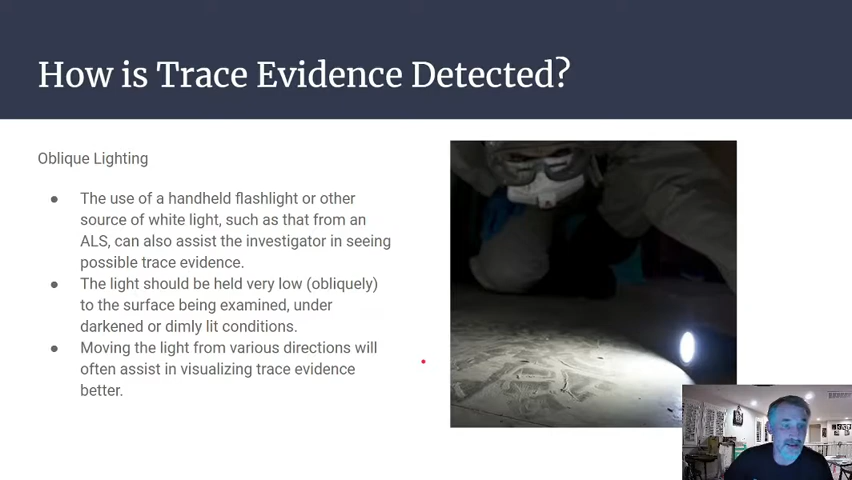 How is Trace Evidence Detected?
Oblique Lighting
● The use of a handheld flashlight or other
source of white light, such as that from an
ALS, can also assist the investigator in seeing
possible trace evidence.
● The light should be held very low (obliquely)
to the surface being examined, under
darkened or dimly lit conditions.
● Moving the light from various directions will
often assist in visualizing trace evidence
better.